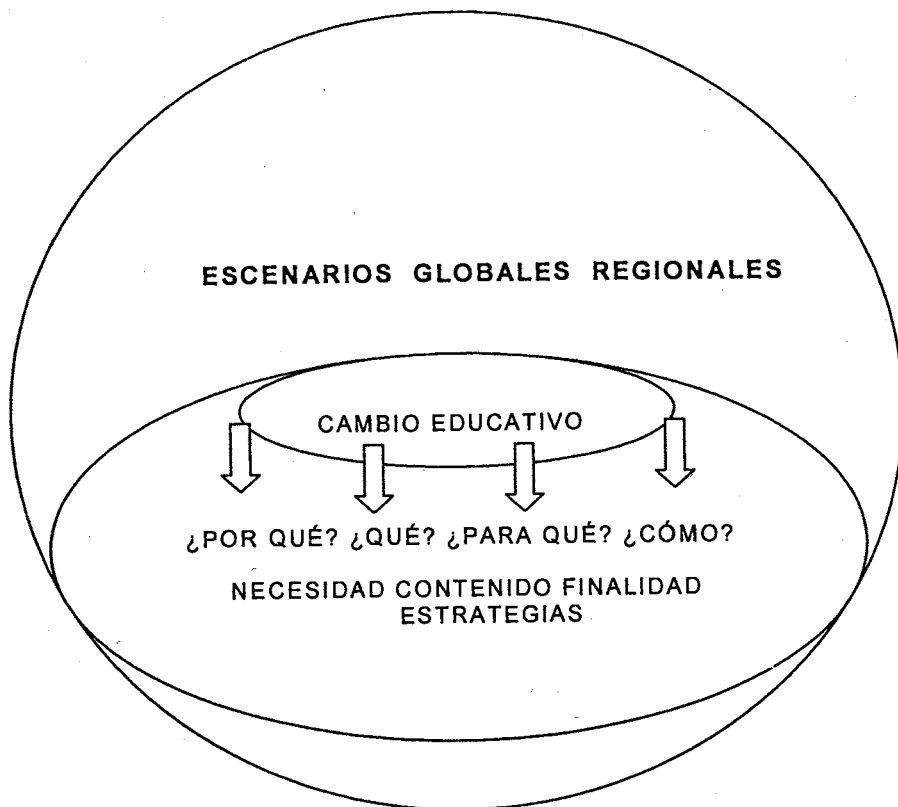 ESCENARIOS GLOBALES REGIONALES
CAMBIO EDUCATIVO
¿POR QUÉ? ¿QUÉ? ¿PARA QUÉ? ¿CÓMO?
NECESIDAD CONTENIDO FINALIDAD
ESTRATEGIAS